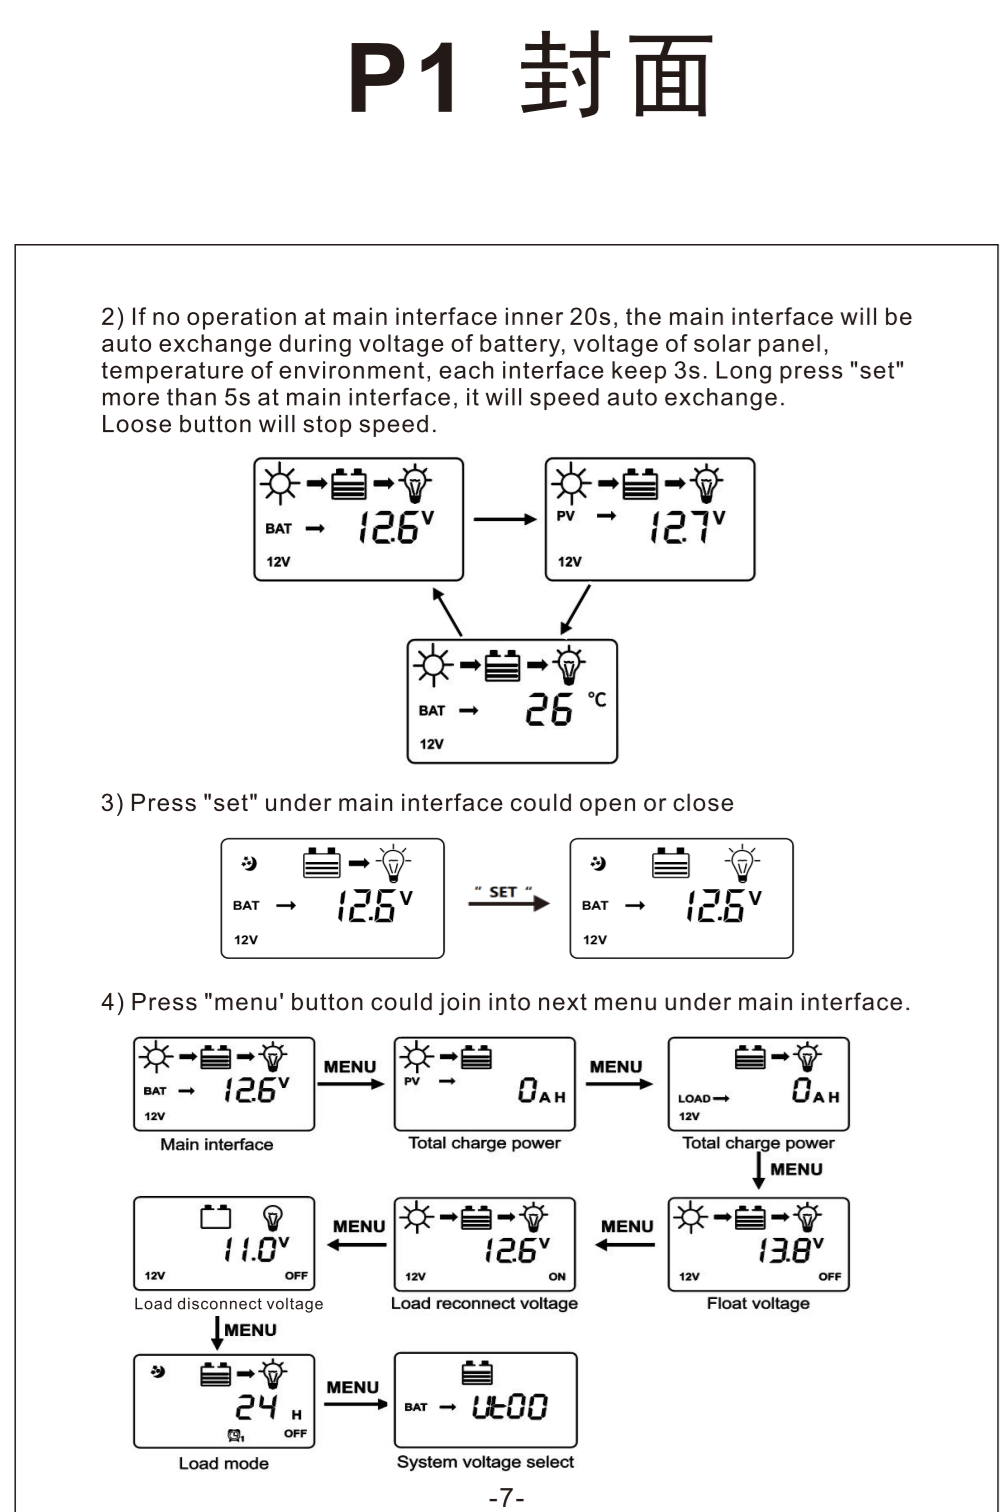 P1 封面
2) If no operation at main interface inner 20s, the main interface will be
auto exchange during voltage of battery, voltage of solar panel,
temperature of environment, each interface keep 3s. Long press "set"
more than 5s at main interface, it will speed auto exchange.
Loose button will stop speed.
BAT 12.6V
12V
PV 12.7V
12V
BAT 26 °C
12V
3) Press "set" under main interface could open or close
BAT 12.6V
12V
“ SET “
BAT 12.6V
12V
4) Press "menu' button could join into next menu under main interface.
BAT 12.6V
12V
Main interface
MENU
PV
0AH
Total charge power
MENU
LOAD 0AH
12V
Total charge power
MENU
13.8V
12V OFF
Float voltage
MENU
12.6V
12V ON
Load reconnect voltage
MENU
11.0V
12V OFF
Load disconnect voltage
MENU
24 H
1 OFF
Load mode
MENU
BAT Ut00
System voltage select
-7-